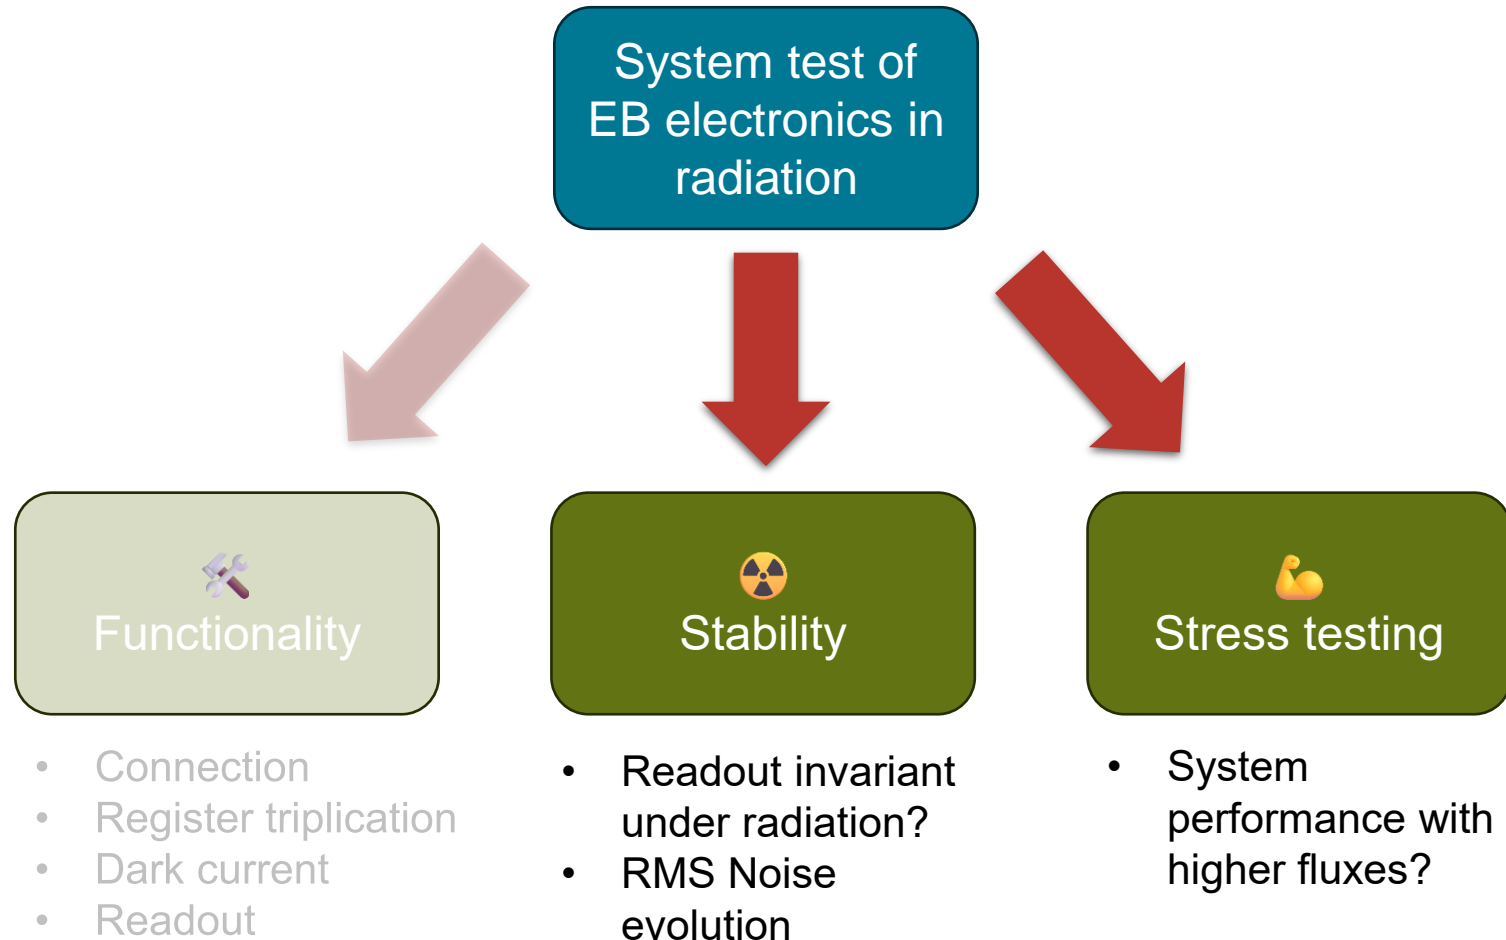 System test of
EB electronics in
radiation
Functionality
Stability
Stress testing
• Connection
• Register triplication
• Dark current
• Readout
• Readout invariant
under radiation?
• RMS Noise
evolution
• System
performance with
higher fluxes?